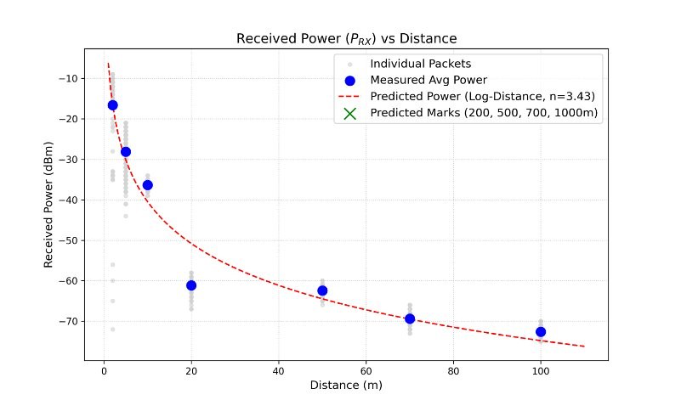 Received Power (P_RX) vs Distance
Individual Packets
Measured Avg Power
Predicted Power (Log-Distance, n=3.43)
Predicted Marks (200, 500, 700, 1000m)
Received Power (dBm)
−10
−20
−30
−40
−50
−60
−70
0 20 40 60 80 100
Distance (m)